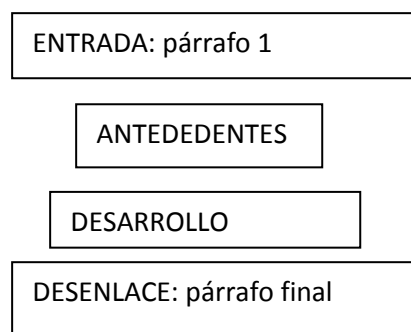 ENTRADA: párrafo 1
ANTEDEDENTES
DESARROLLO
DESENLACE: párrafo final